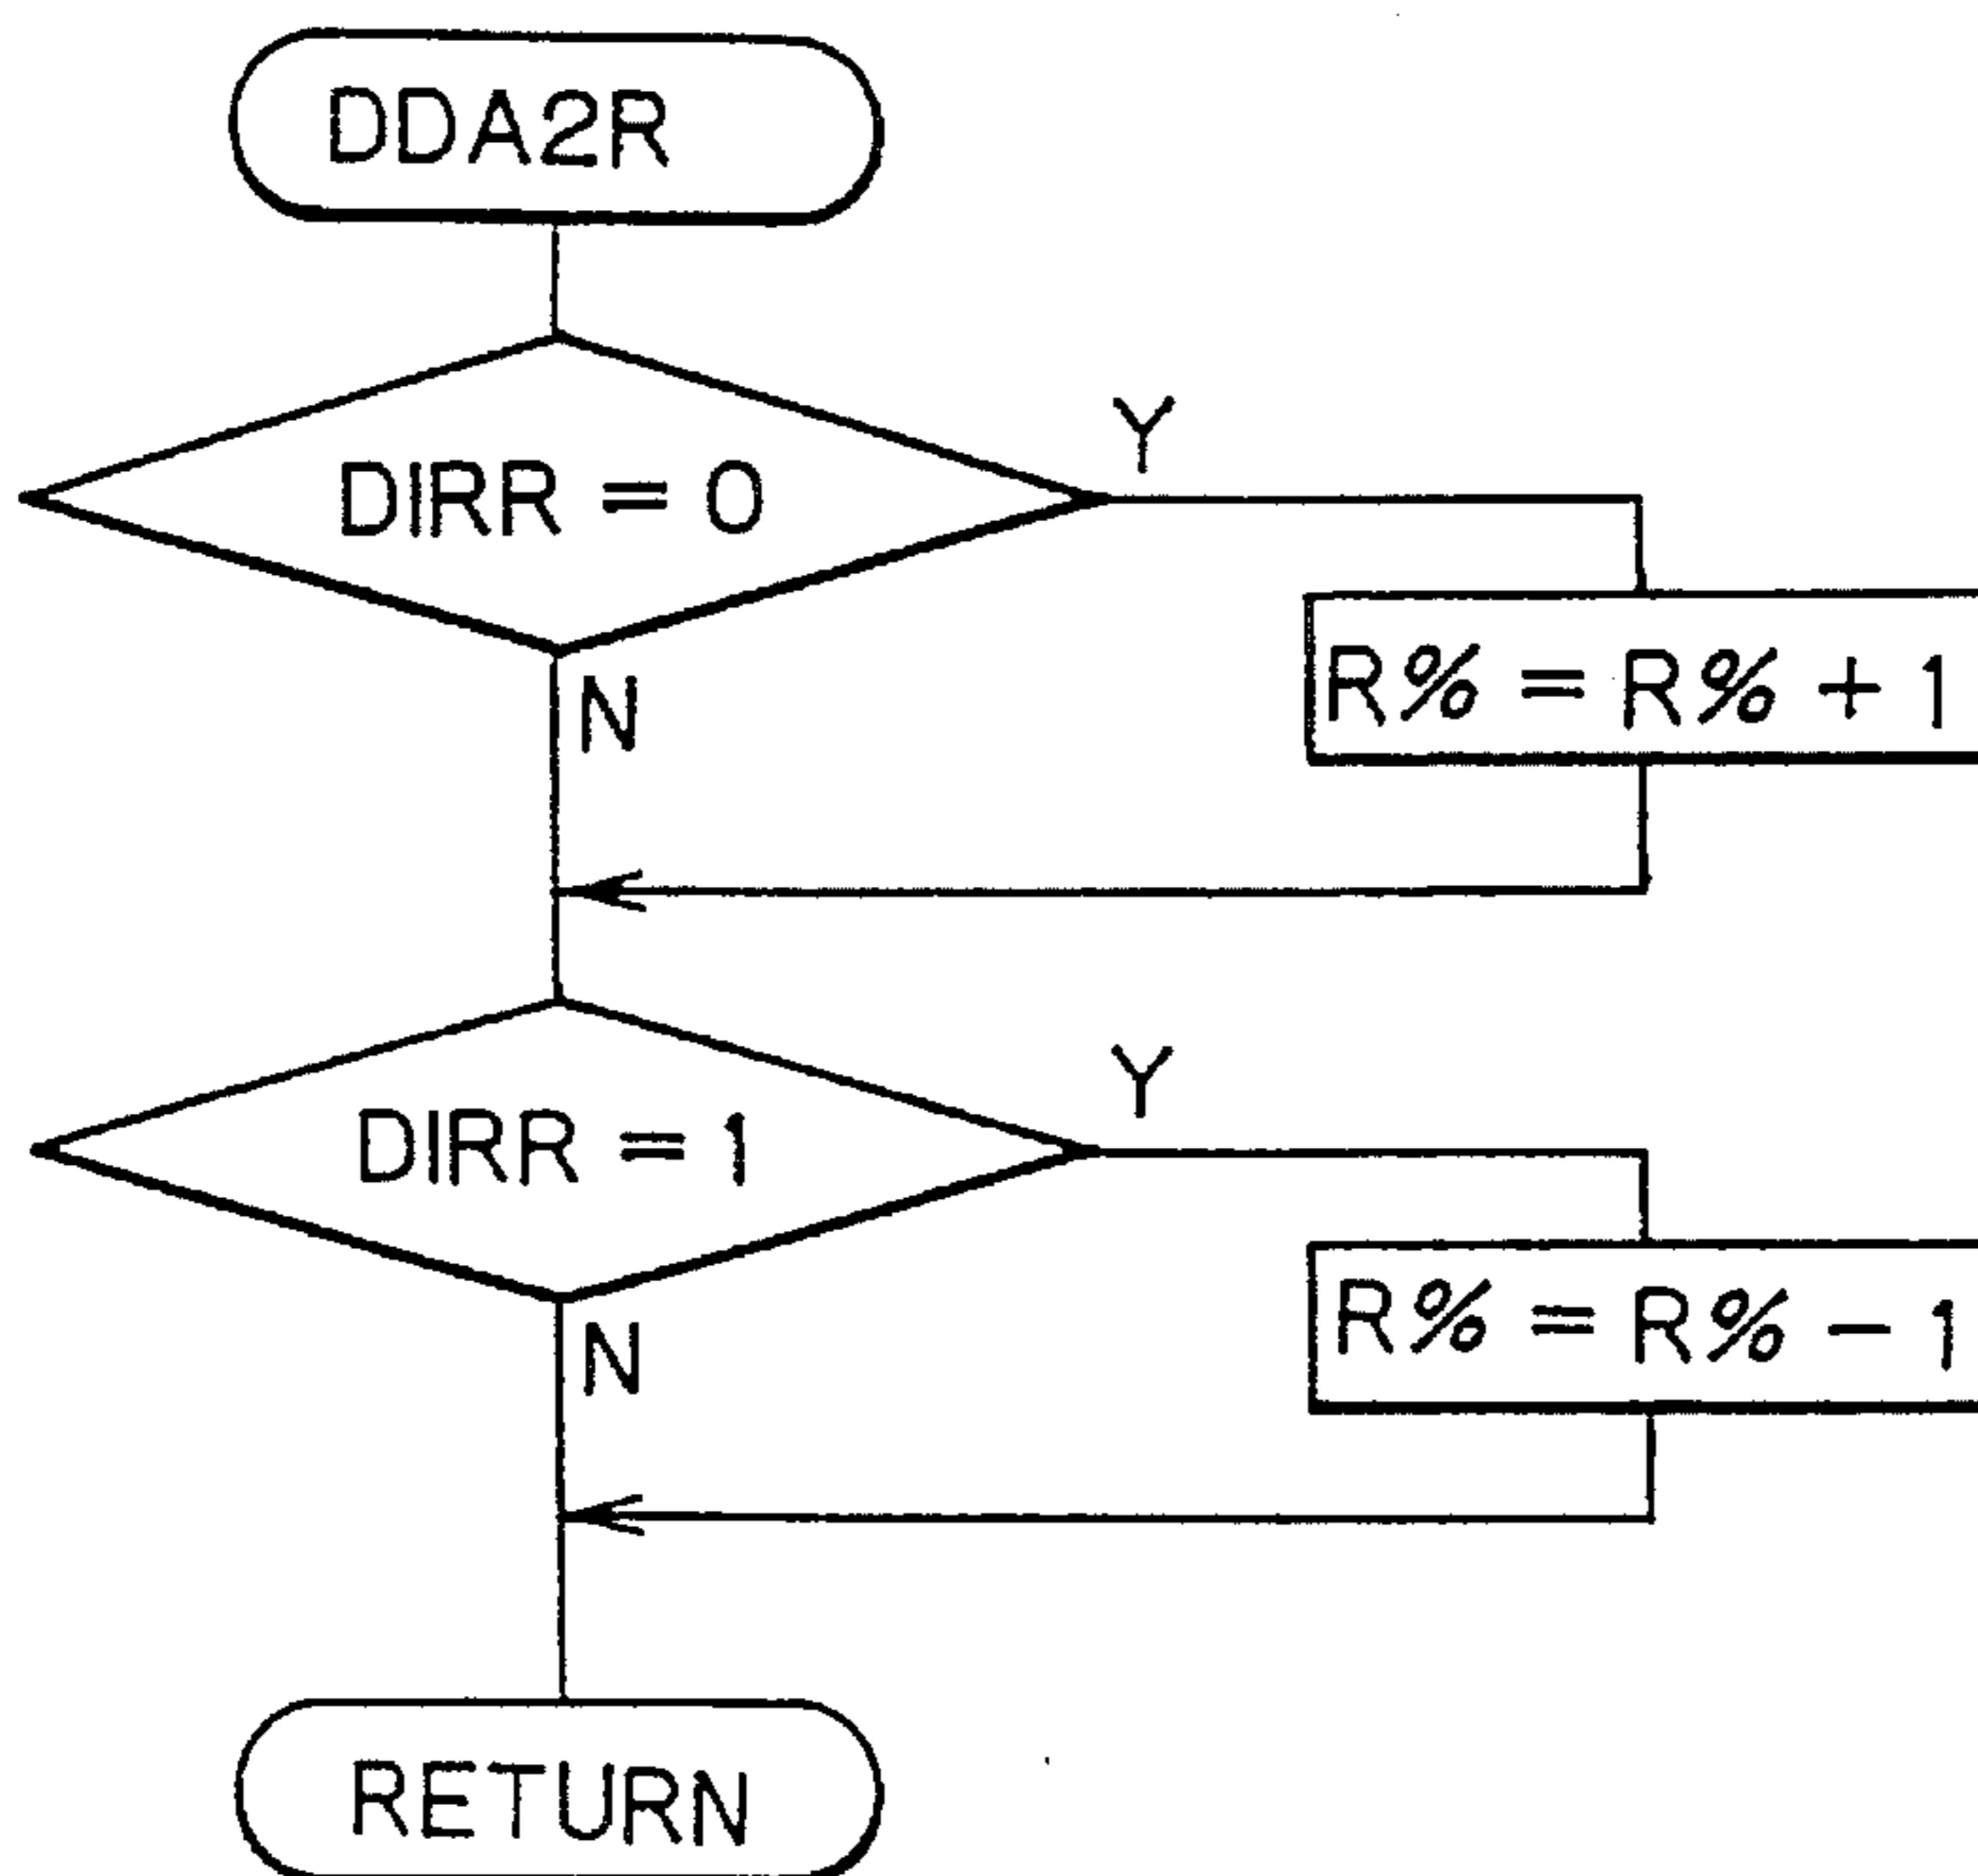 DDA2R
DIRR = 0
Y
R% = R% + 1
N
DIRR = 1
Y
R% = R% - 1
N
RETURN